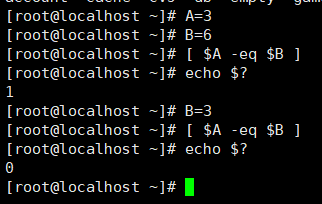 [root@localhost ~]# A=3
[root@localhost ~]# B=6
[root@localhost ~]# [ $A -eq $B ]
[root@localhost ~]# echo $?
1
[root@localhost ~]# B=3
[root@localhost ~]# [ $A -eq $B ]
[root@localhost ~]# echo $?
0
[root@localhost ~]#